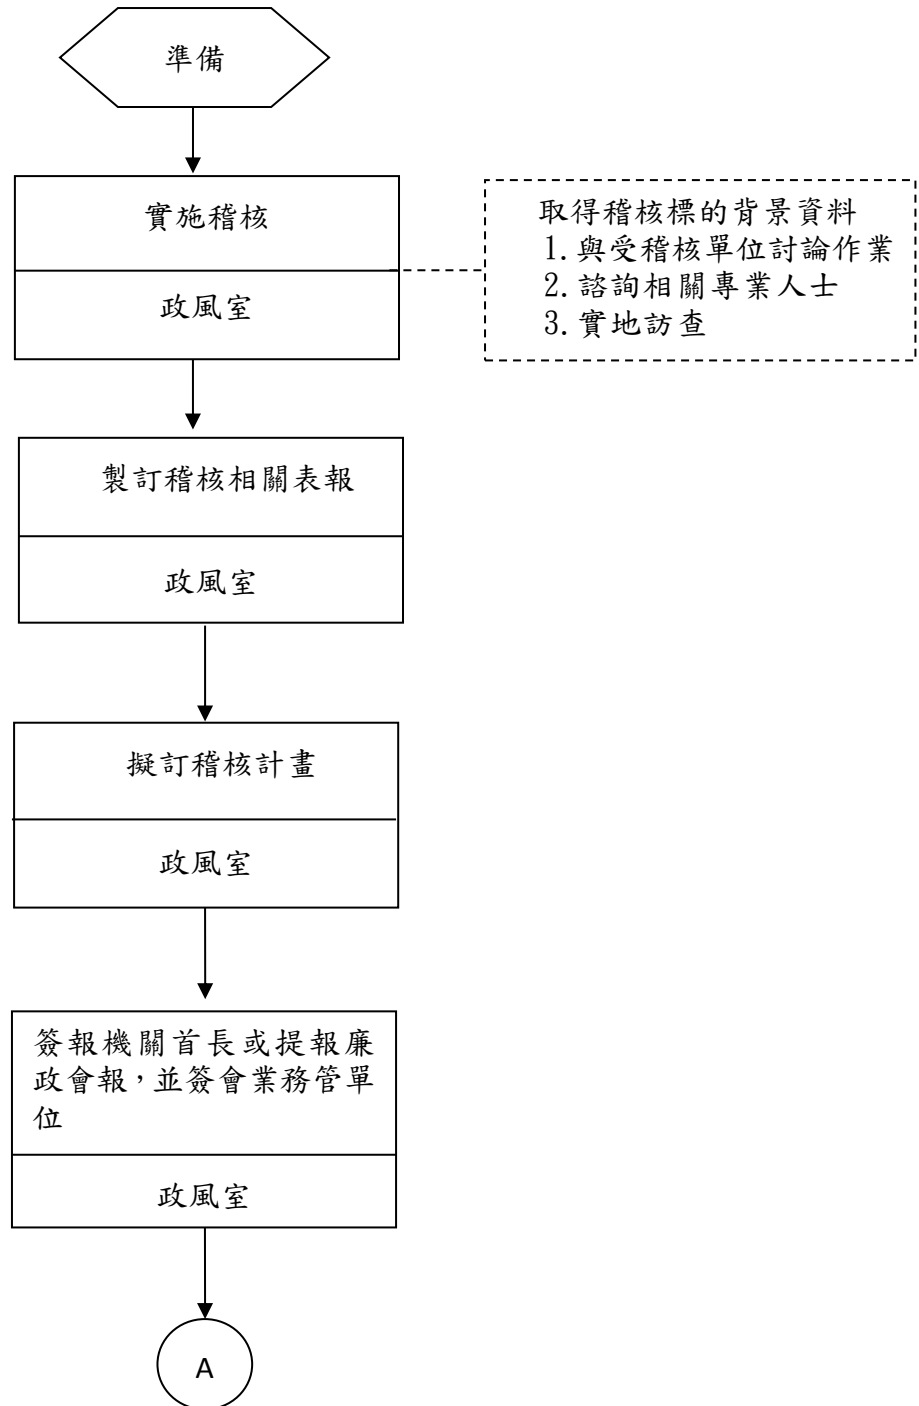 準備
實施稽核
政風室
取得稽核標的背景資料
1.與受稽核單位討論作業
2.諮詢相關專業人士
3.實地訪查
製訂稽核相關表報
政風室
擬訂稽核計畫
政風室
簽報機關首長或提報廉
政會報，並簽會業務管單
位
政風室
A